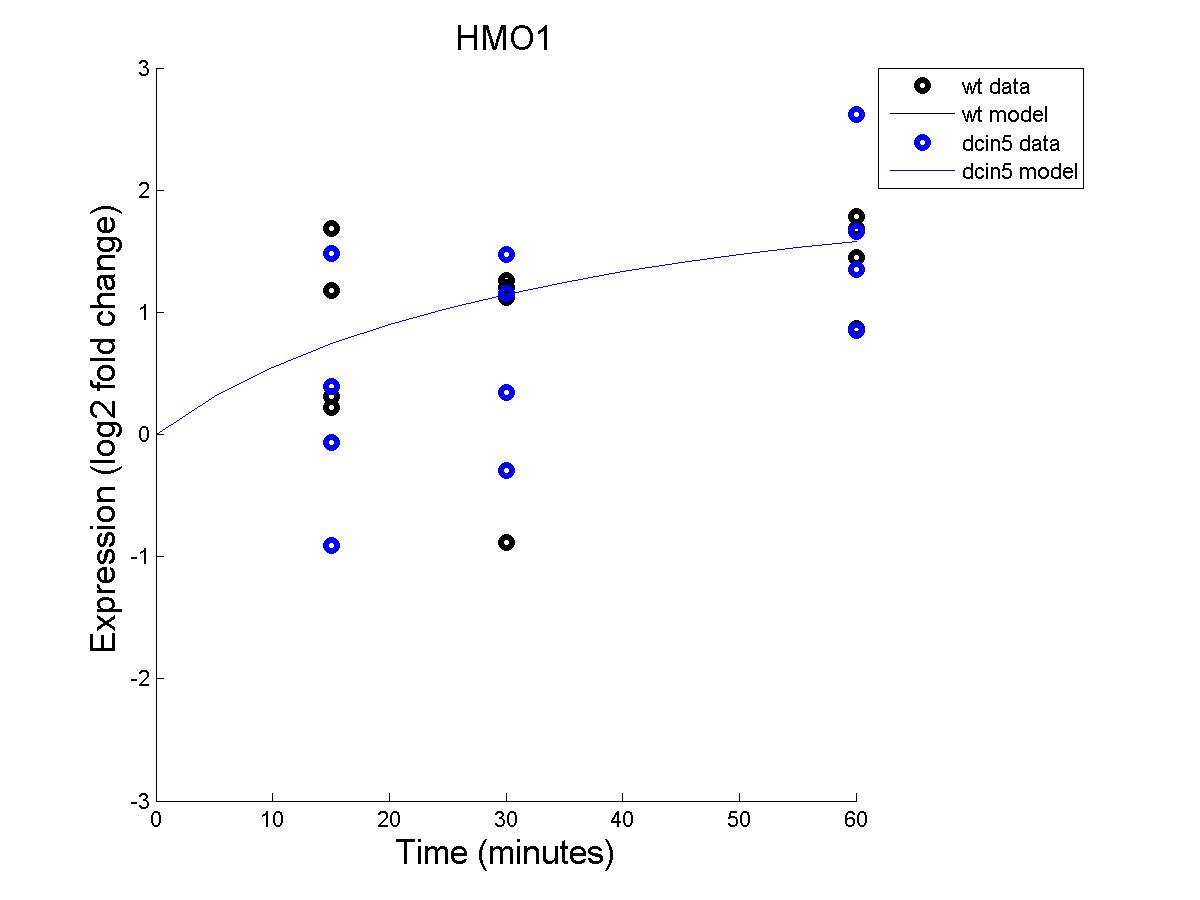 HMO1
3
2
1
0
-1
-2
-3
Expression (log2 fold change)
0 10 20 30 40 50 60
Time (minutes)
wt data
wt model
dcin5 data
dcin5 model